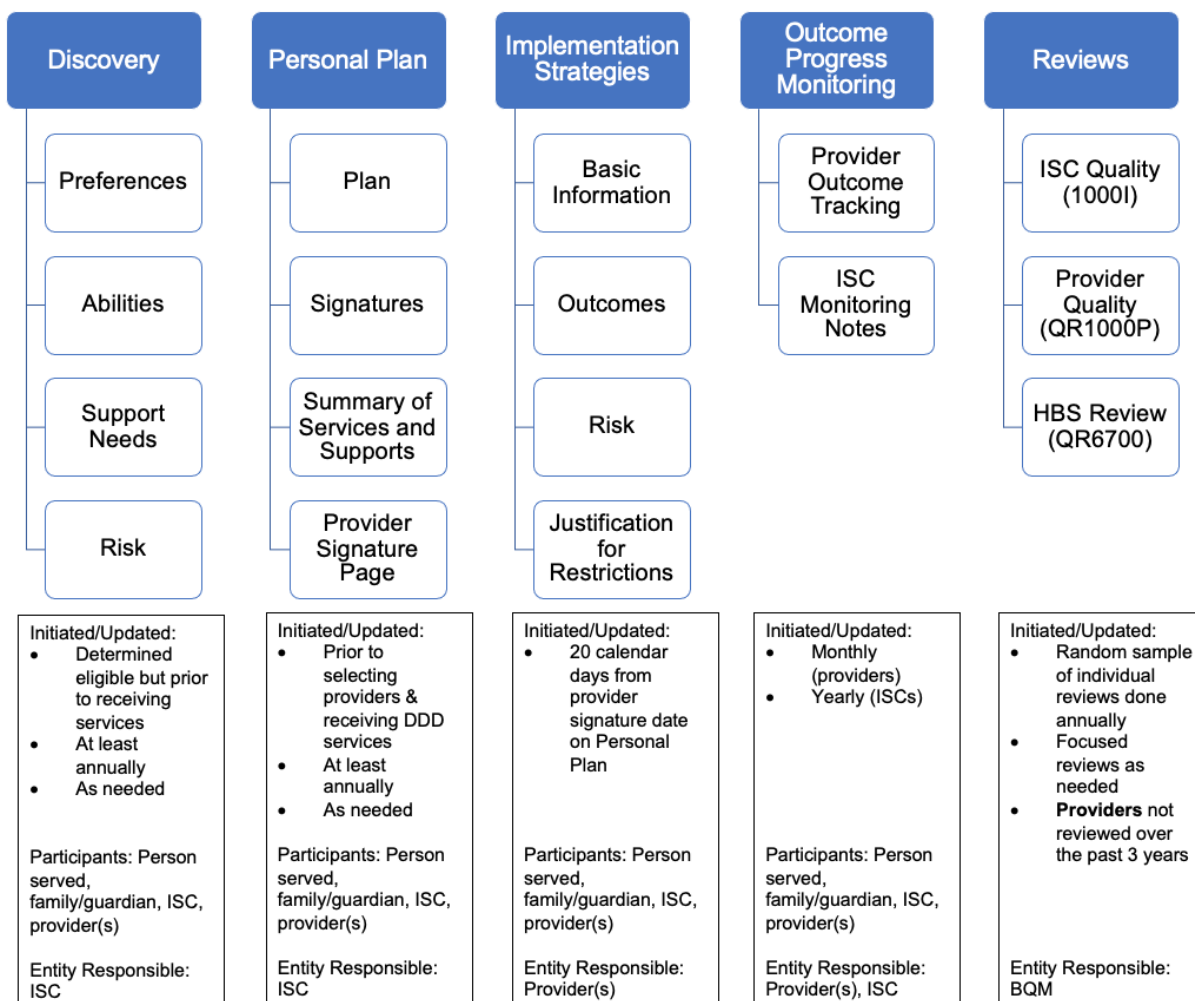 Discovery
Preferences
Abilities
Support
Needs
Risk
Initiated/Updated:
• Determined
eligible but prior
to receiving
services
• At least
annually
• As needed
Participants: Person
served,
family/guardian, ISC,
provider(s)
Entity Responsible:
ISC
Personal Plan
Plan
Signatures
Summary of
Services and
Supports
Provider
Signature
Page
Initiated/Updated:
• Prior to
selecting
providers &
receiving DDD
services
• At least
annually
• As needed
Participants: Person
served,
family/guardian, ISC,
provider(s)
Entity Responsible:
ISC
Implementation
Strategies
Basic
Information
Outcomes
Risk
Justification
for
Restrictions
Initiated/Updated:
• 20 calendar
days from
provider
signature date
on Personal
Plan
Participants: Person
served,
family/guardian, ISC,
provider(s)
Entity Responsible:
Provider(s)
Outcome
Progress
Monitoring
Provider
Outcome
Tracking
ISC
Monitoring
Notes
Initiated/Updated:
• Monthly
(providers)
• Yearly (ISCs)
Participants: Person
served,
family/guardian, ISC,
provider(s)
Entity Responsible:
Provider(s), ISC
Reviews
ISC Quality
(1000I)
Provider
Quality
(QR1000P)
HBS Review
(QR6700)
Initiated/Updated:
• Random sample
of individual
reviews done
annually
• Focused
reviews as
needed
• Providers not
reviewed over
the past 3 years
Entity Responsible:
BQM